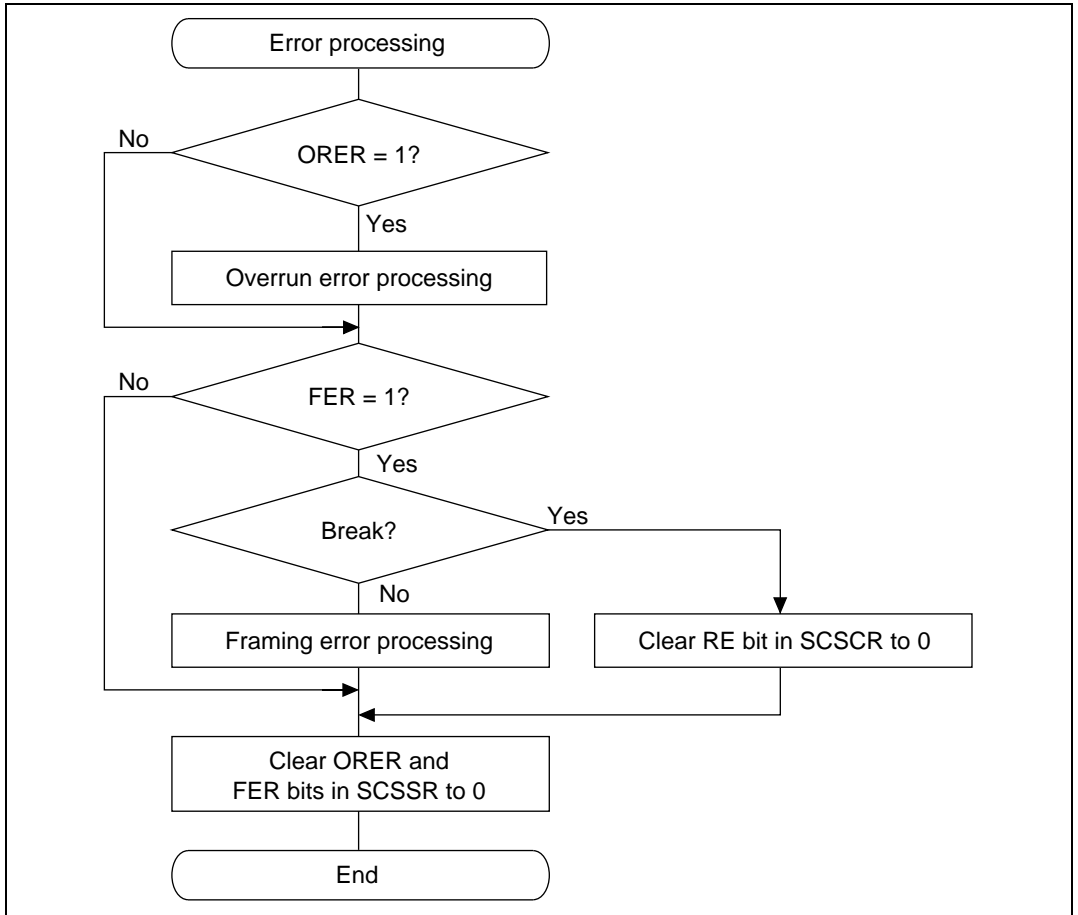 Error processing
No
ORER = 1?
Yes
Overrun error processing
No
FER = 1?
Yes
Break?
Yes
No
Framing error processing
Clear RE bit in SCSCR to 0
Clear ORER and
FER bits in SCSSR to 0
End